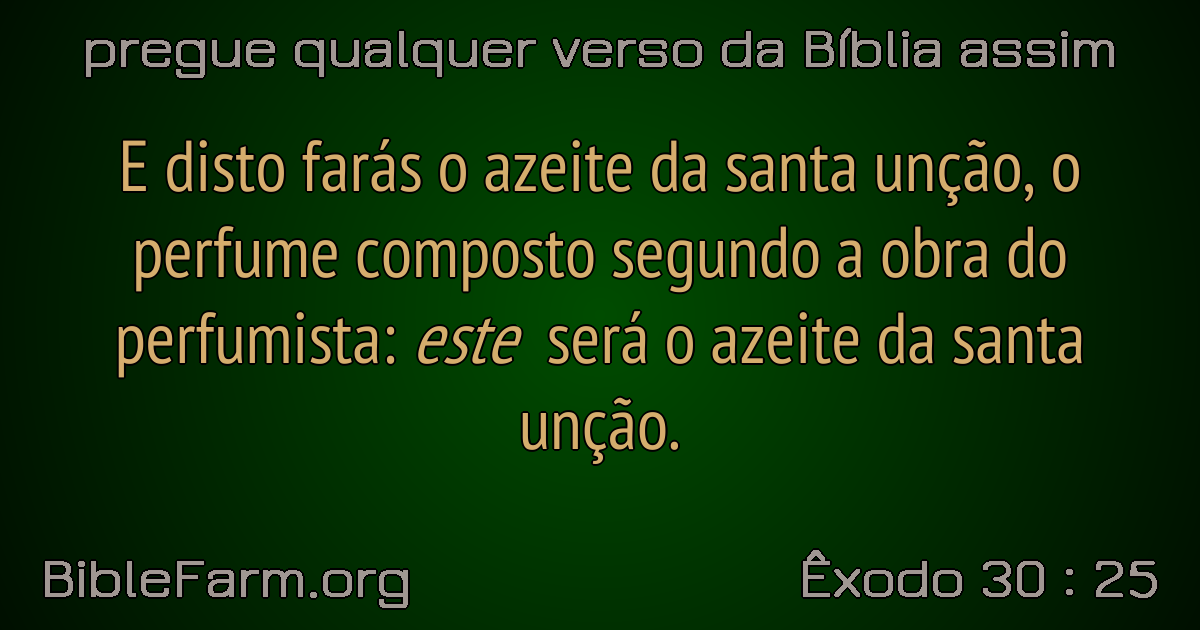 pregue qualquer verso da Bíblia assim
E disto farás o azeite da santa unção, o
perfume composto segundo a obra do
perfumista: este será o azeite da santa
unção.
BibleFarm.org
Êxodo 30 : 25